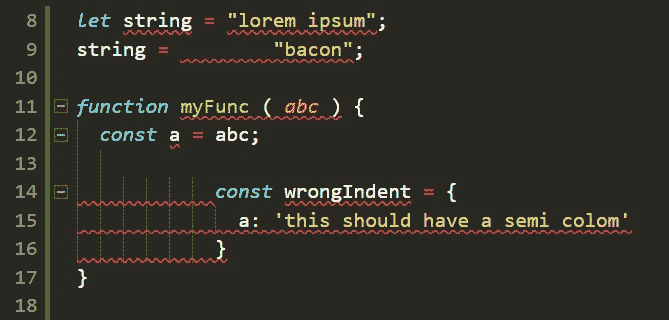 8 let string = "lorem ipsum";
9 string =         "bacon";
10
11 function myFunc ( abc ) {
12   const a = abc;
13
14             const wrongIndent = {
15               a: 'this should have a semi colom'
16             }
17 }
18